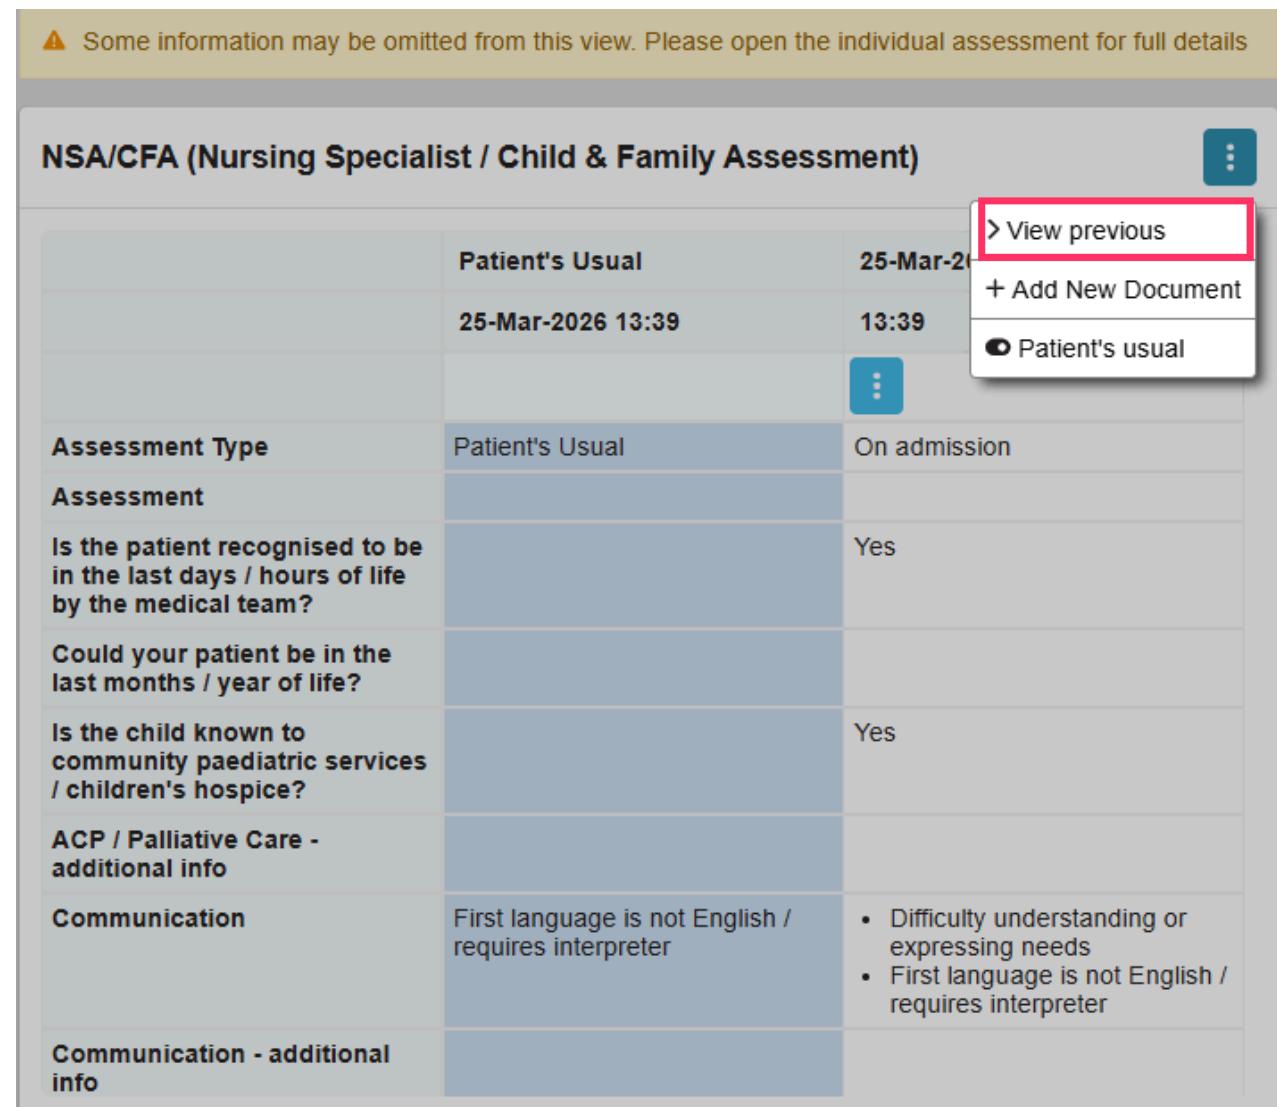 Some information may be omitted from this view. Please open the individual assessment for full details
NSA/CFA (Nursing Specialist / Child & Family Assessment)
View previous
+ Add New Document
Patient's usual
Patient's Usual
25-Mar-2
25-Mar-2026 13:39
13:39
Assessment Type
Patient's Usual
On admission
Assessment
Is the patient recognised to be
in the last days / hours of life
by the medical team?
Yes
Could your patient be in the
last months / year of life?
Is the child known to
community paediatric services
/ children's hospice?
Yes
ACP / Palliative Care -
additional info
Communication
First language is not English /
requires interpreter
• Difficulty understanding or
expressing needs
• First language is not English /
requires interpreter
Communication - additional
info